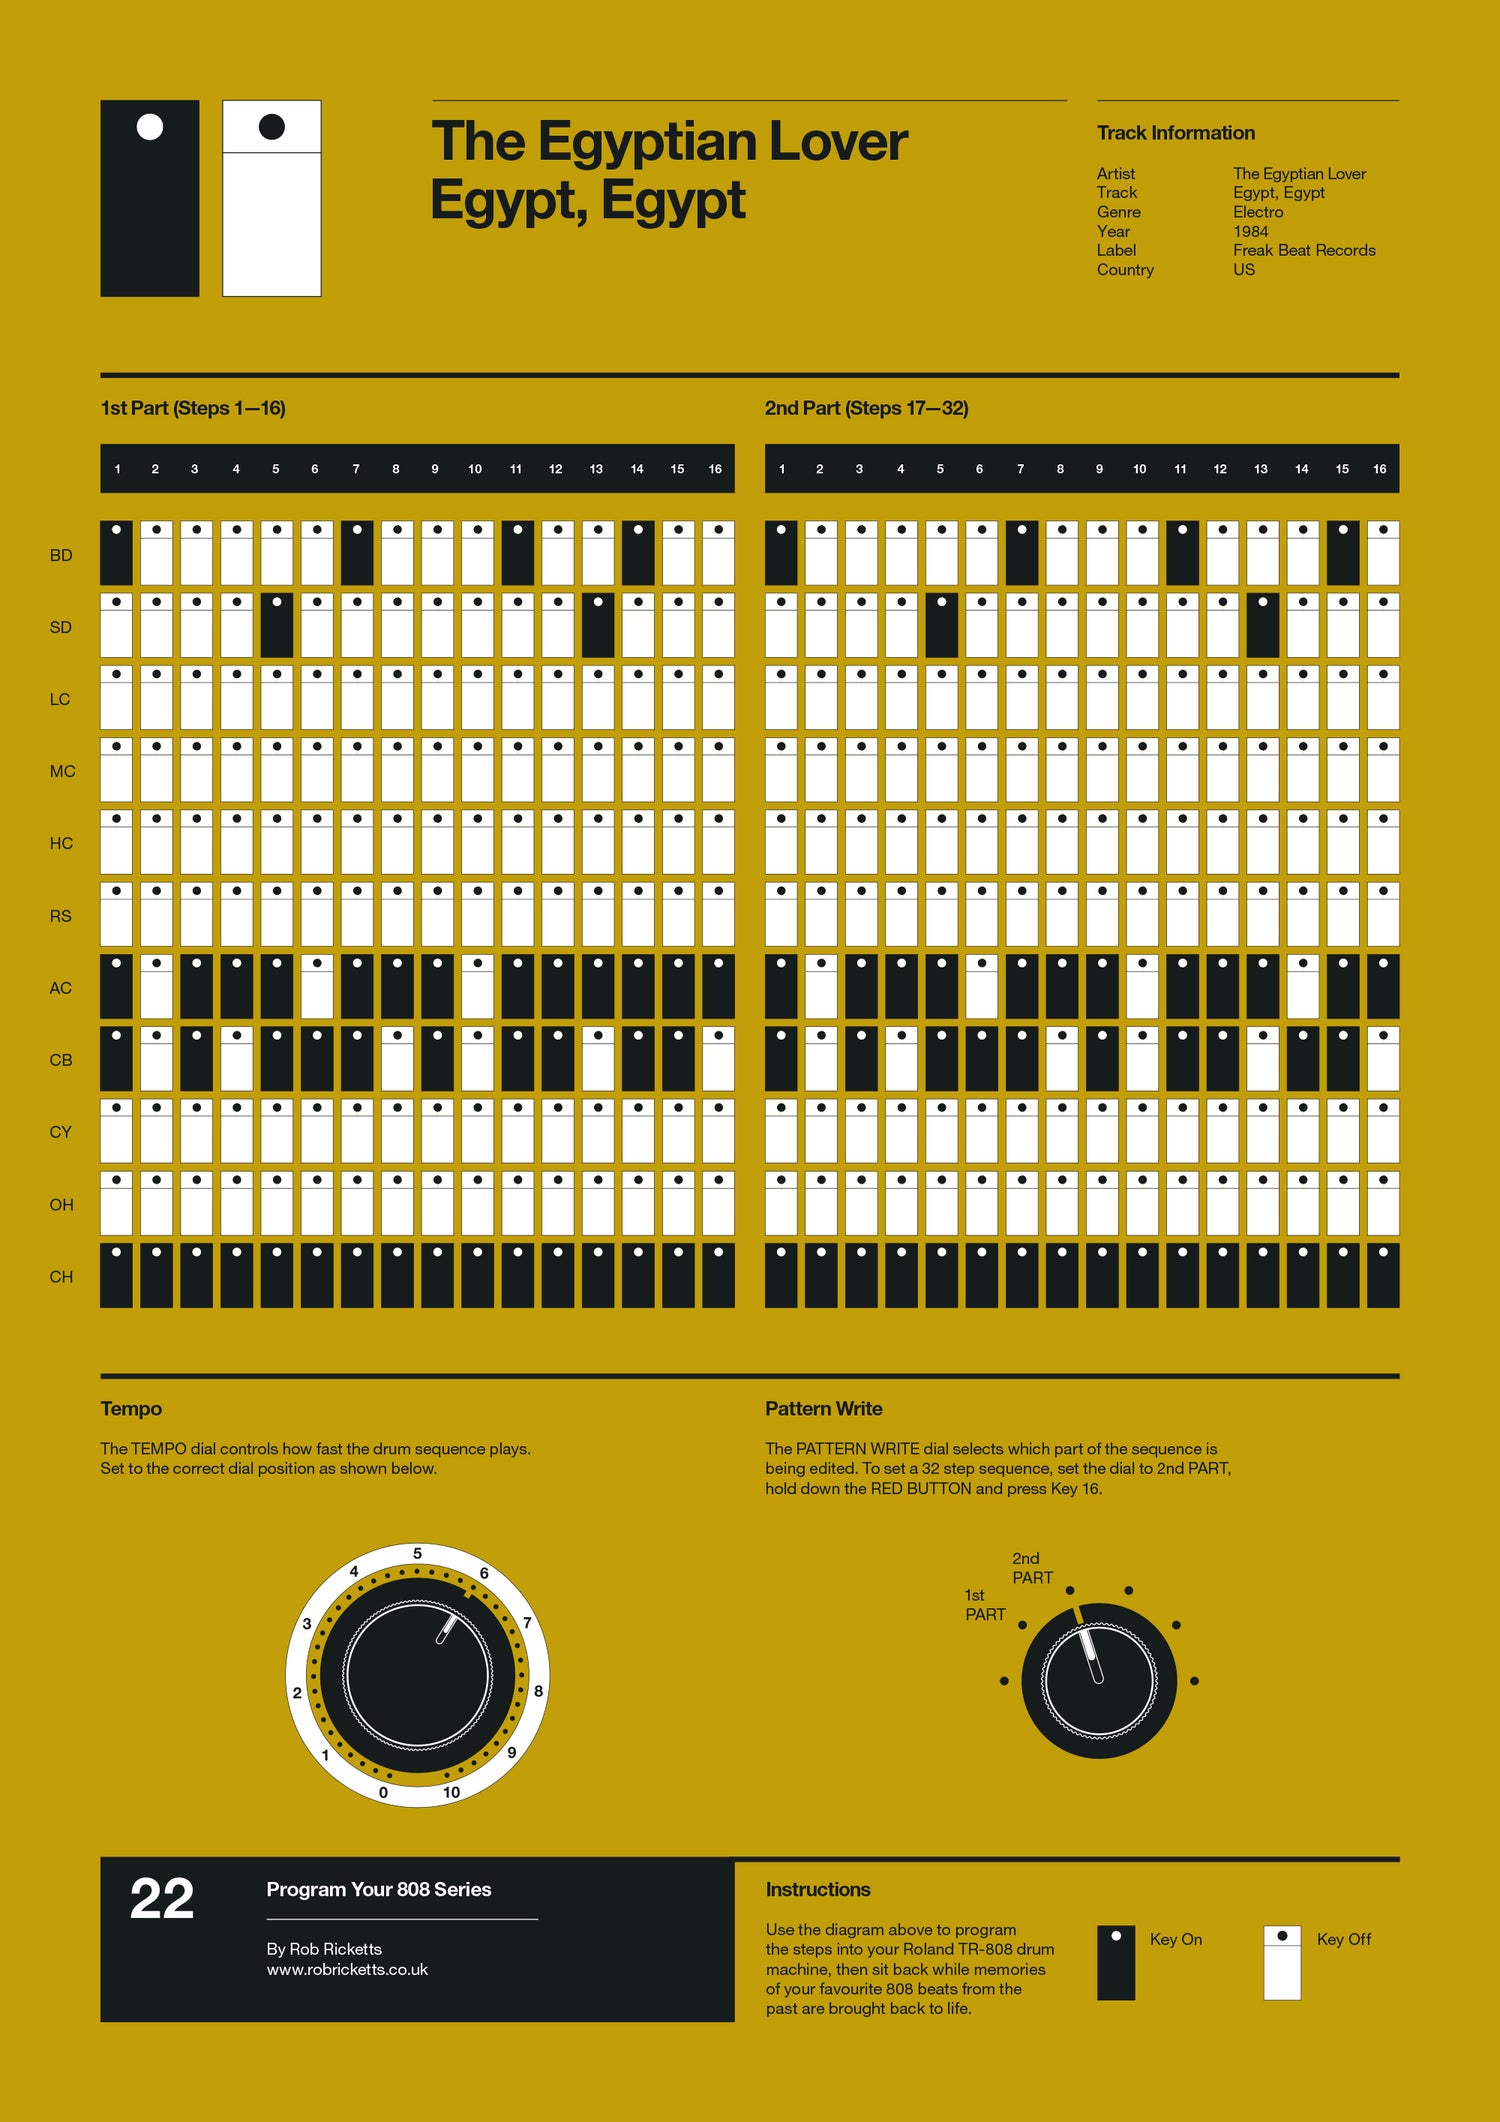 The Egyptian Lover
Egypt, Egypt
Track Information
Artist The Egyptian Lover
Track Egypt, Egypt
Genre Electro
Year 1984
Label Freak Beat Records
Country US
1st Part (Steps 1—16)
1 2 3 4 5 6 7 8 9 10 11 12 13 14 15 16
2nd Part (Steps 17—32)
1 2 3 4 5 6 7 8 9 10 11 12 13 14 15 16
BD
SD
LC
MC
HC
RS
AC
CB
CY
OH
CH
Tempo
The TEMPO dial controls how fast the drum sequence plays.
Set to the correct dial position as shown below.
0
1
2
3
4
5
6
7
8
9
10
Pattern Write
The PATTERN WRITE dial selects which part of the sequence is
being edited. To set a 32 step sequence, set the dial to 2nd PART,
hold down the RED BUTTON and press Key 16.
2nd
PART
1st
PART
22
Program Your 808 Series
By Rob Ricketts
www.robricketts.co.uk
Instructions
Use the diagram above to program
the steps into your Roland TR-808 drum
machine, then sit back while memories
of your favourite 808 beats from the
past are brought back to life.
Key On
Key Off